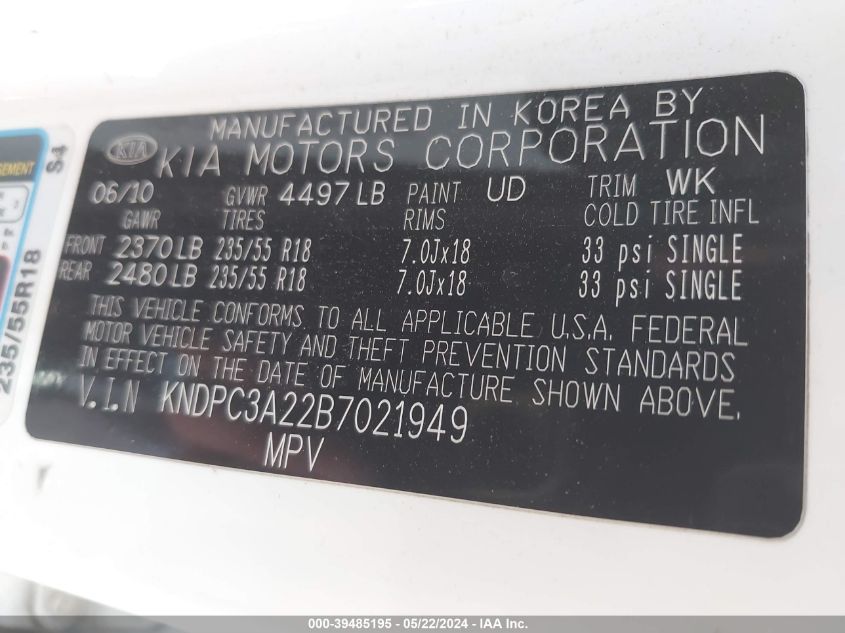 MANUFACTURED IN KOREA BY
KIA KIA MOTORS CORPORATION
06/10 GVWR 4497 LB PAINT UD TRIM WK
GAWR TIRES RIMS COLD TIRE INFL
FRONT 2370 LB 235/55 R18 7.0Jx18 33 psi SINGLE
REAR 2480 LB 235/55 R18 7.0Jx18 33 psi SINGLE
THIS VEHICLE CONFORMS TO ALL APPLICABLE U.S.A. FEDERAL
MOTOR VEHICLE SAFETY AND THEFT PREVENTION STANDARDS
IN EFFECT ON THE DATE OF MANUFACTURE SHOWN ABOVE.
V.I.N KNDPC3A22B7021949
MPV
S4
235/55R18
000-39485195 - 05/22/2024 - IAA Inc.